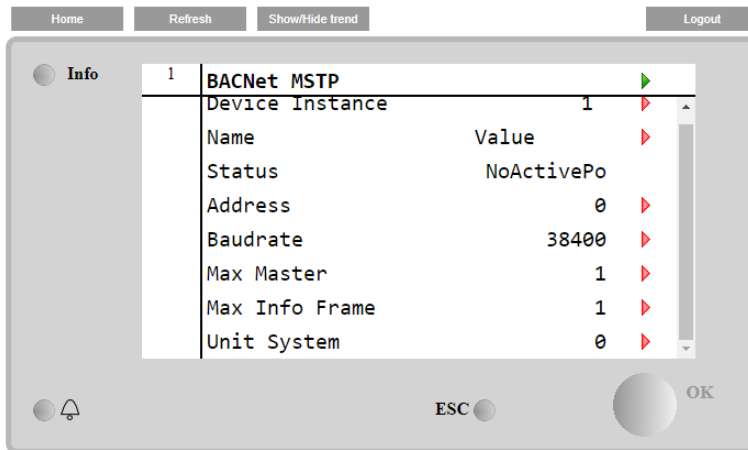 Home Refresh Show/Hide trend Logout
Info
1 BACNet MSTP
Device Instance 1
Name Value
Status NoActivePo
Address 0
Baudrate 38400
Max Master 1
Max Info Frame 1
Unit System 0
ESC OK